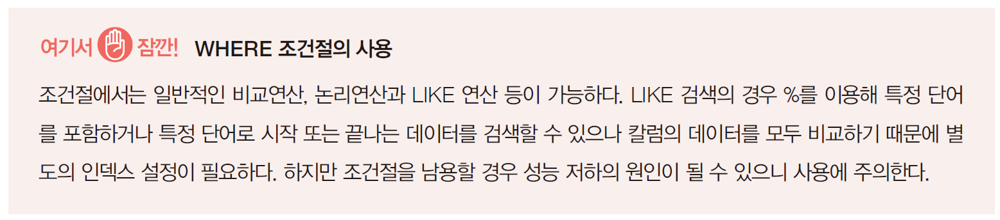 여기서 잠깐! WHERE 조건절의 사용
조건절에서는 일반적인 비교연산, 논리연산과 LIKE 연산 등이 가능하다. LIKE 검색의 경우 %를 이용해 특정 단어
를 포함하거나 특정 단어로 시작 또는 끝나는 데이터를 검색할 수 있으나 칼럼의 데이터를 모두 비교하기 때문에 별
도의 인덱스 설정이 필요하다. 하지만 조건절을 남용할 경우 성능 저하의 원인이 될 수 있으니 사용에 주의한다.